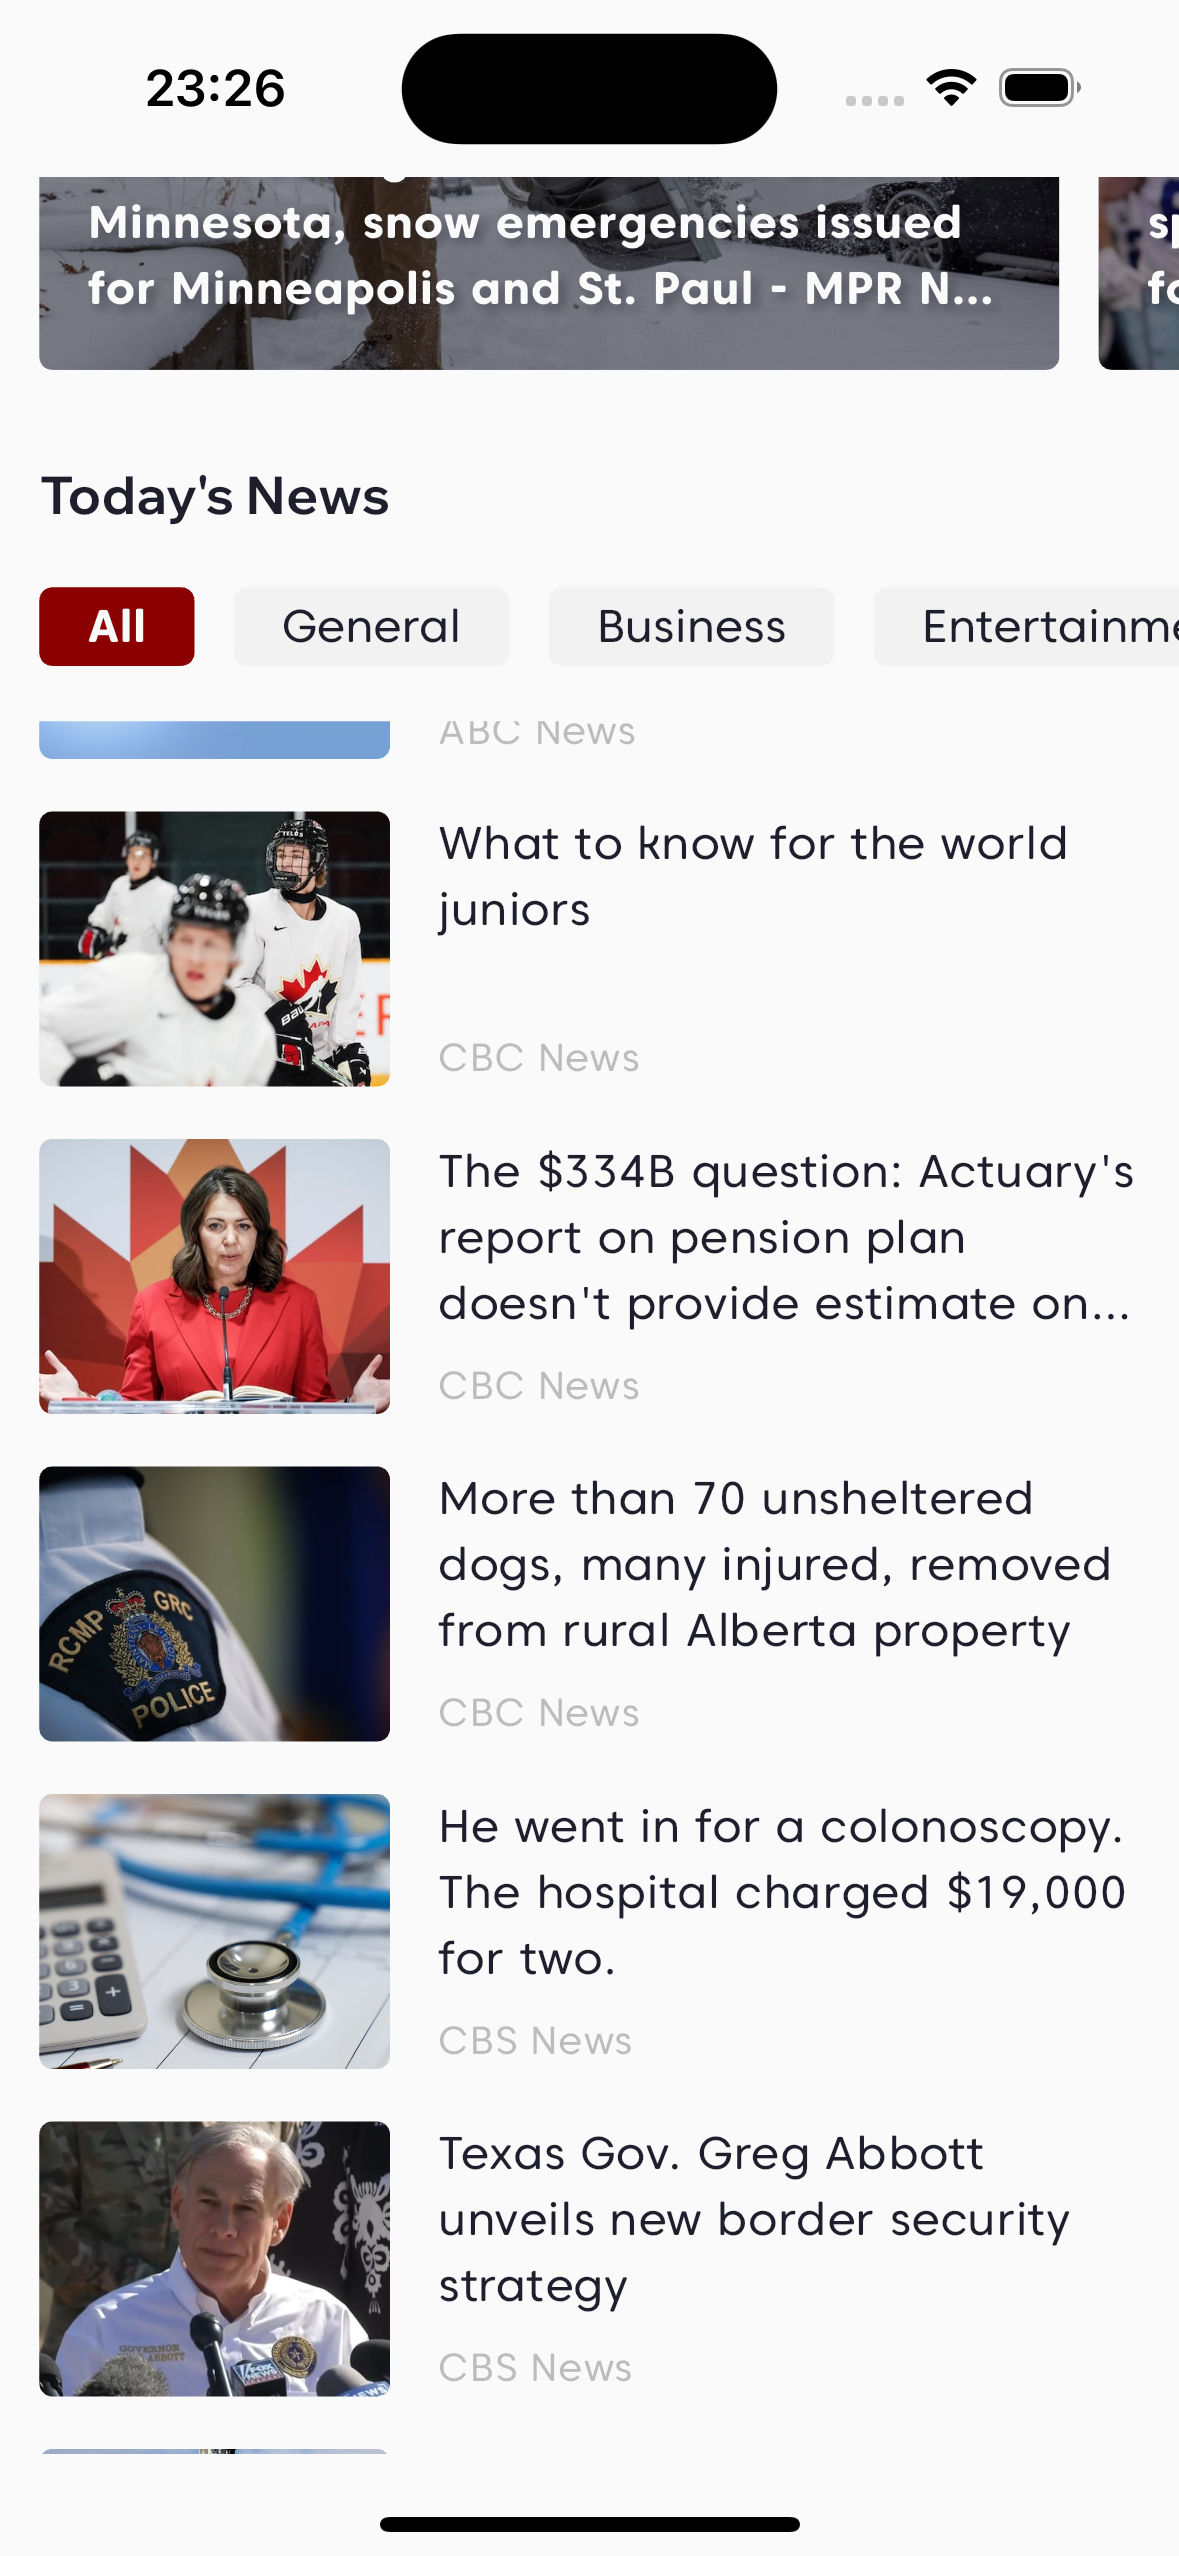 23:26
Minnesota, snow emergencies issued
for Minneapolis and St. Paul - MPR N...
Today's News
All
General
Business
ABC News
What to know for the world
juniors
CBC News
The $334B question: Actuary's
report on pension plan
doesn't provide estimate on...
CBC News
RCMP GRC
POLICE
More than 70 unsheltered
dogs, many injured, removed
from rural Alberta property
CBC News
He went in for a colonoscopy.
The hospital charged $19,000
for two.
CBS News
GOVERNOR
ABBOTT
FOX
NEWS
Texas Gov. Greg Abbott
unveils new border security
strategy
CBS News